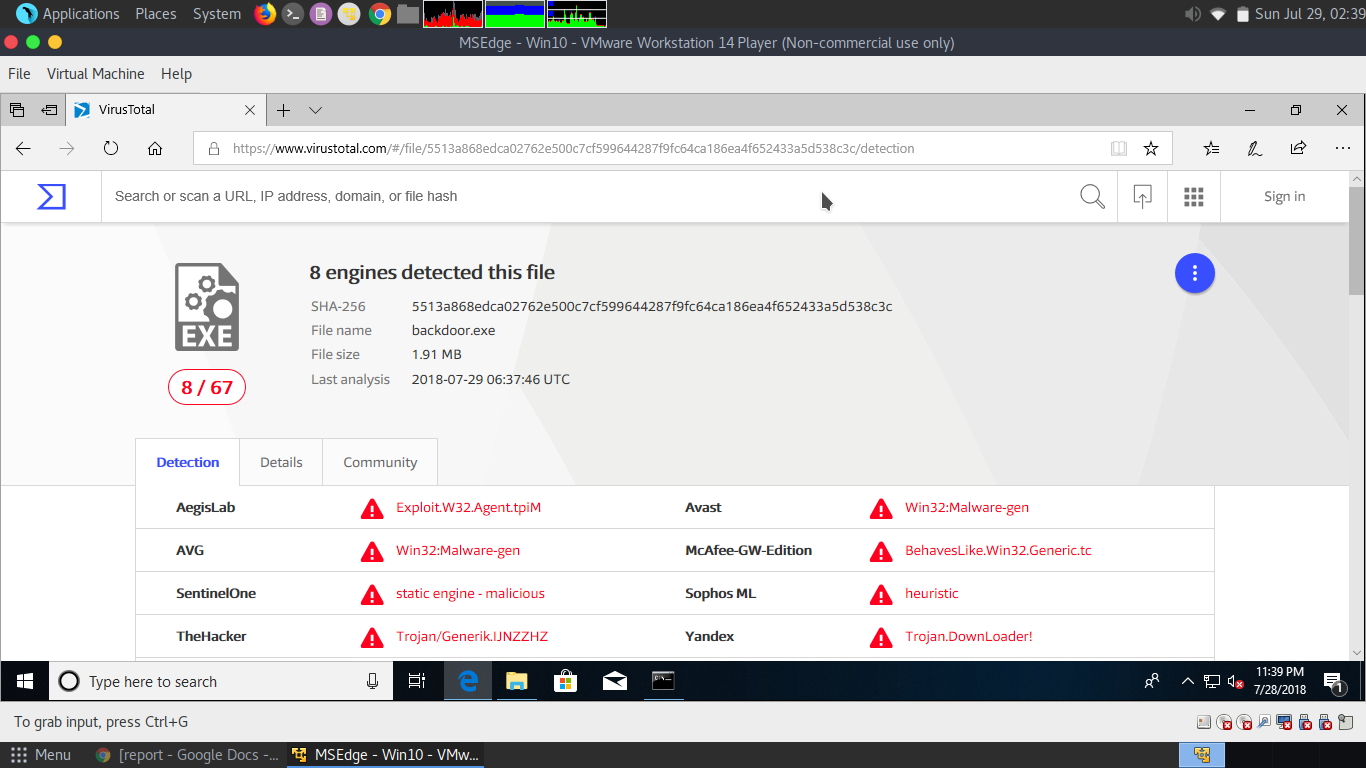 Applications Places System Sun Jul 29, 02:39
MSEdge - Win10 - VMware Workstation 14 Player (Non-commercial use only)
File Virtual Machine Help
VirusTotal
https://www.virustotal.com/#/file/5513a868edca02762e500c7cf599644287f9fc64ca186ea4f652433a5d538c3c/detection
Search or scan a URL, IP address, domain, or file hash Sign in
8 engines detected this file
SHA-256 5513a868edca02762e500c7cf599644287f9fc64ca186ea4f652433a5d538c3c
File name backdoor.exe
File size 1.91 MB
Last analysis 2018-07-29 06:37:46 UTC
EXE
8 / 67
Detection Details Community
AegisLab Exploit.W32.Agent.tpiM Avast Win32:Malware-gen
AVG Win32:Malware-gen McAfee-GW-Edition BehavesLike.Win32.Generic.tc
SentinelOne static engine - malicious Sophos ML heuristic
TheHacker Trojan/Generik.IJNZZHZ Yandex Trojan.DownLoader!
Type here to search 11:39 PM
7/28/2018 1
To grab input, press Ctrl+G
Menu [report - Google Docs -... MSEdge - Win10 - VMw...